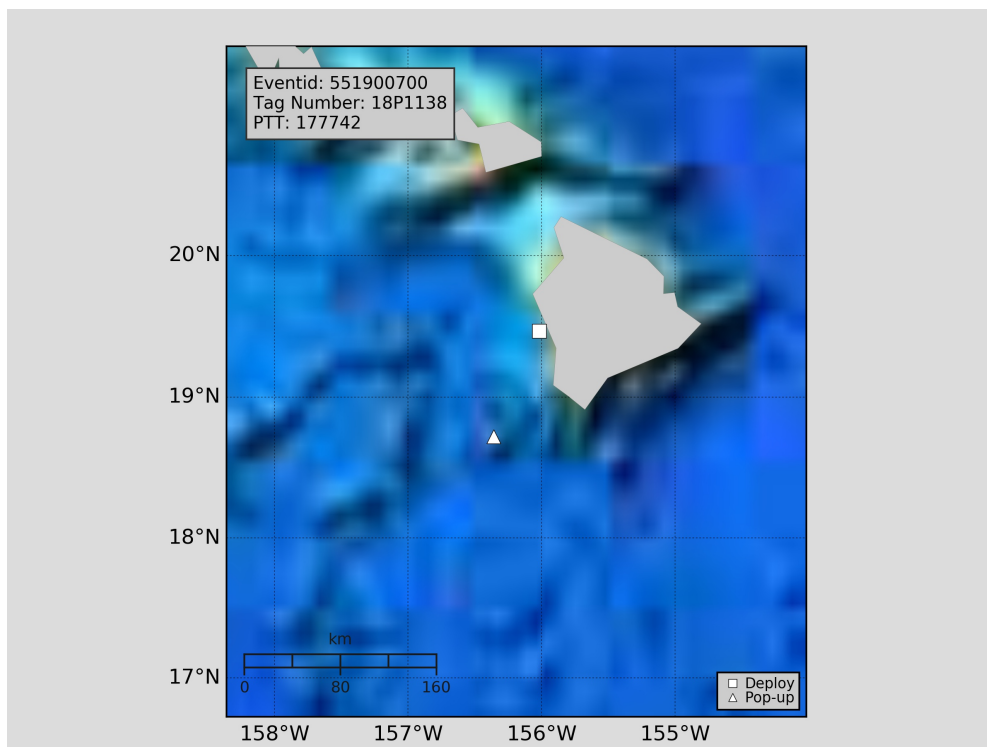 Eventid: 551900700
Tag Number: 18P1138
PTT: 177742
20°N
19°N
18°N
17°N
km
0 80 160
Deploy
Pop-up
158°W 157°W 156°W 155°W